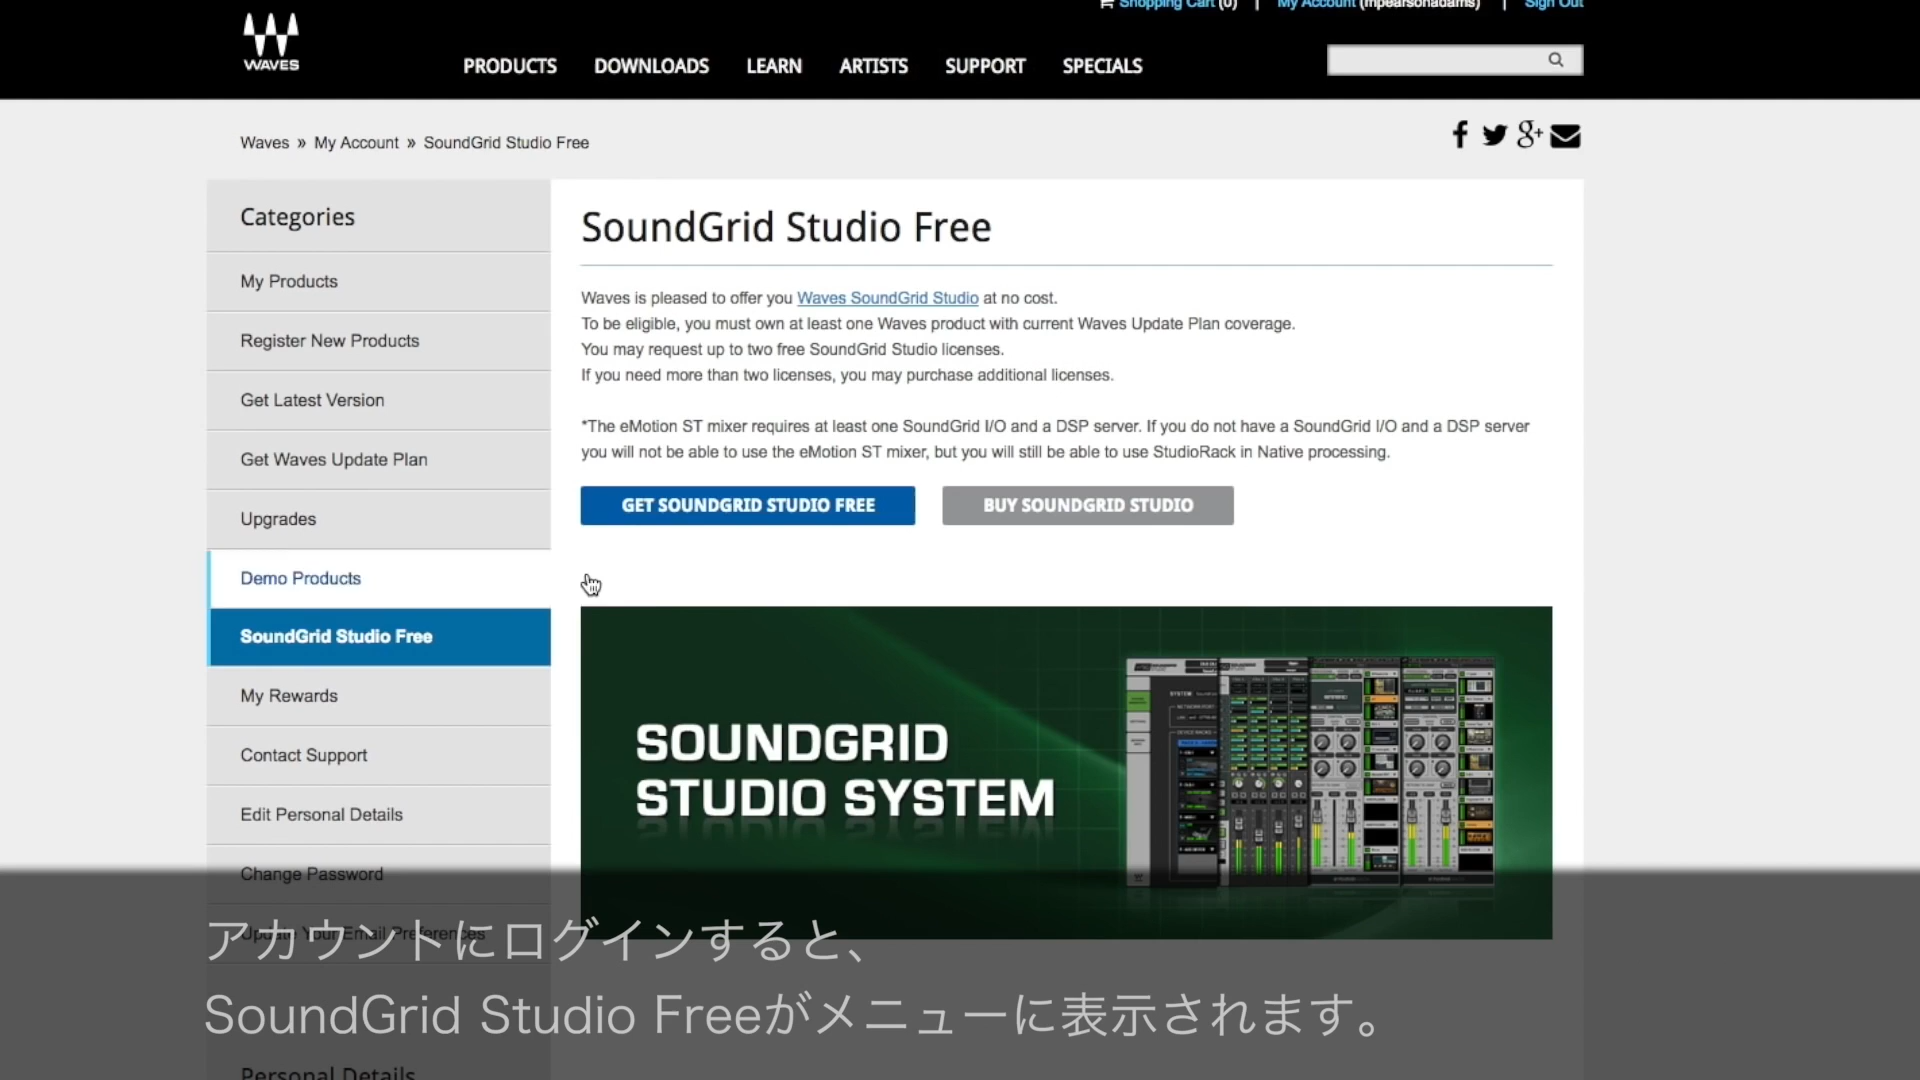 Shopping Cart (0) | My Account (mpearsonadams) | Sign Out
WAVES
PRODUCTS DOWNLOADS LEARN ARTISTS SUPPORT SPECIALS
Waves » My Account » SoundGrid Studio Free
Categories
My Products
Register New Products
Get Latest Version
Get Waves Update Plan
Upgrades
Demo Products
SoundGrid Studio Free
My Rewards
Contact Support
Edit Personal Details
Change Password
Update Your Email Preferences
Personal Details
SoundGrid Studio Free
Waves is pleased to offer you Waves SoundGrid Studio at no cost.
To be eligible, you must own at least one Waves product with current Waves Update Plan coverage.
You may request up to two free SoundGrid Studio licenses.
If you need more than two licenses, you may purchase additional licenses.
*The eMotion ST mixer requires at least one SoundGrid I/O and a DSP server. If you do not have a SoundGrid I/O and a DSP server
you will not be able to use the eMotion ST mixer, but you will still be able to use StudioRack in Native processing.
GET SOUNDGRID STUDIO FREE
BUY SOUNDGRID STUDIO
SOUNDGRID
STUDIO SYSTEM
アカウントにログインすると、
SoundGrid Studio Freeがメニューに表示されます。